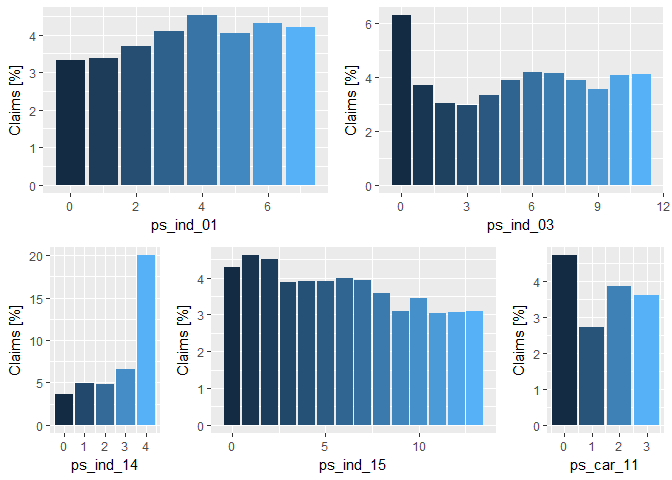 Claims [%]
4
3
2
1
0
0 2 4 6
ps_ind_01
Claims [%]
6
4
2
0
0 3 6 9 12
ps_ind_03
Claims [%]
20
15
10
5
0
0 1 2 3 4
ps_ind_14
Claims [%]
4
3
2
1
0
0 5 10
ps_ind_15
Claims [%]
4
3
2
1
0
0 1 2 3
ps_car_11